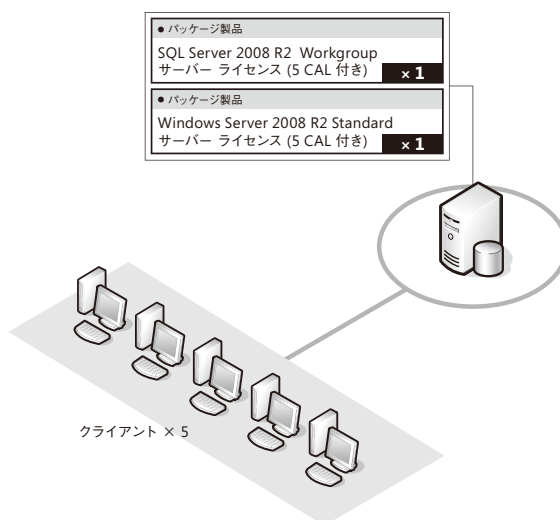 ● パッケージ製品
SQL Server 2008 R2 Workgroup
サーバー ライセンス (5 CAL 付き)
× 1
● パッケージ製品
Windows Server 2008 R2 Standard
サーバー ライセンス (5 CAL 付き)
× 1
クライアント × 5